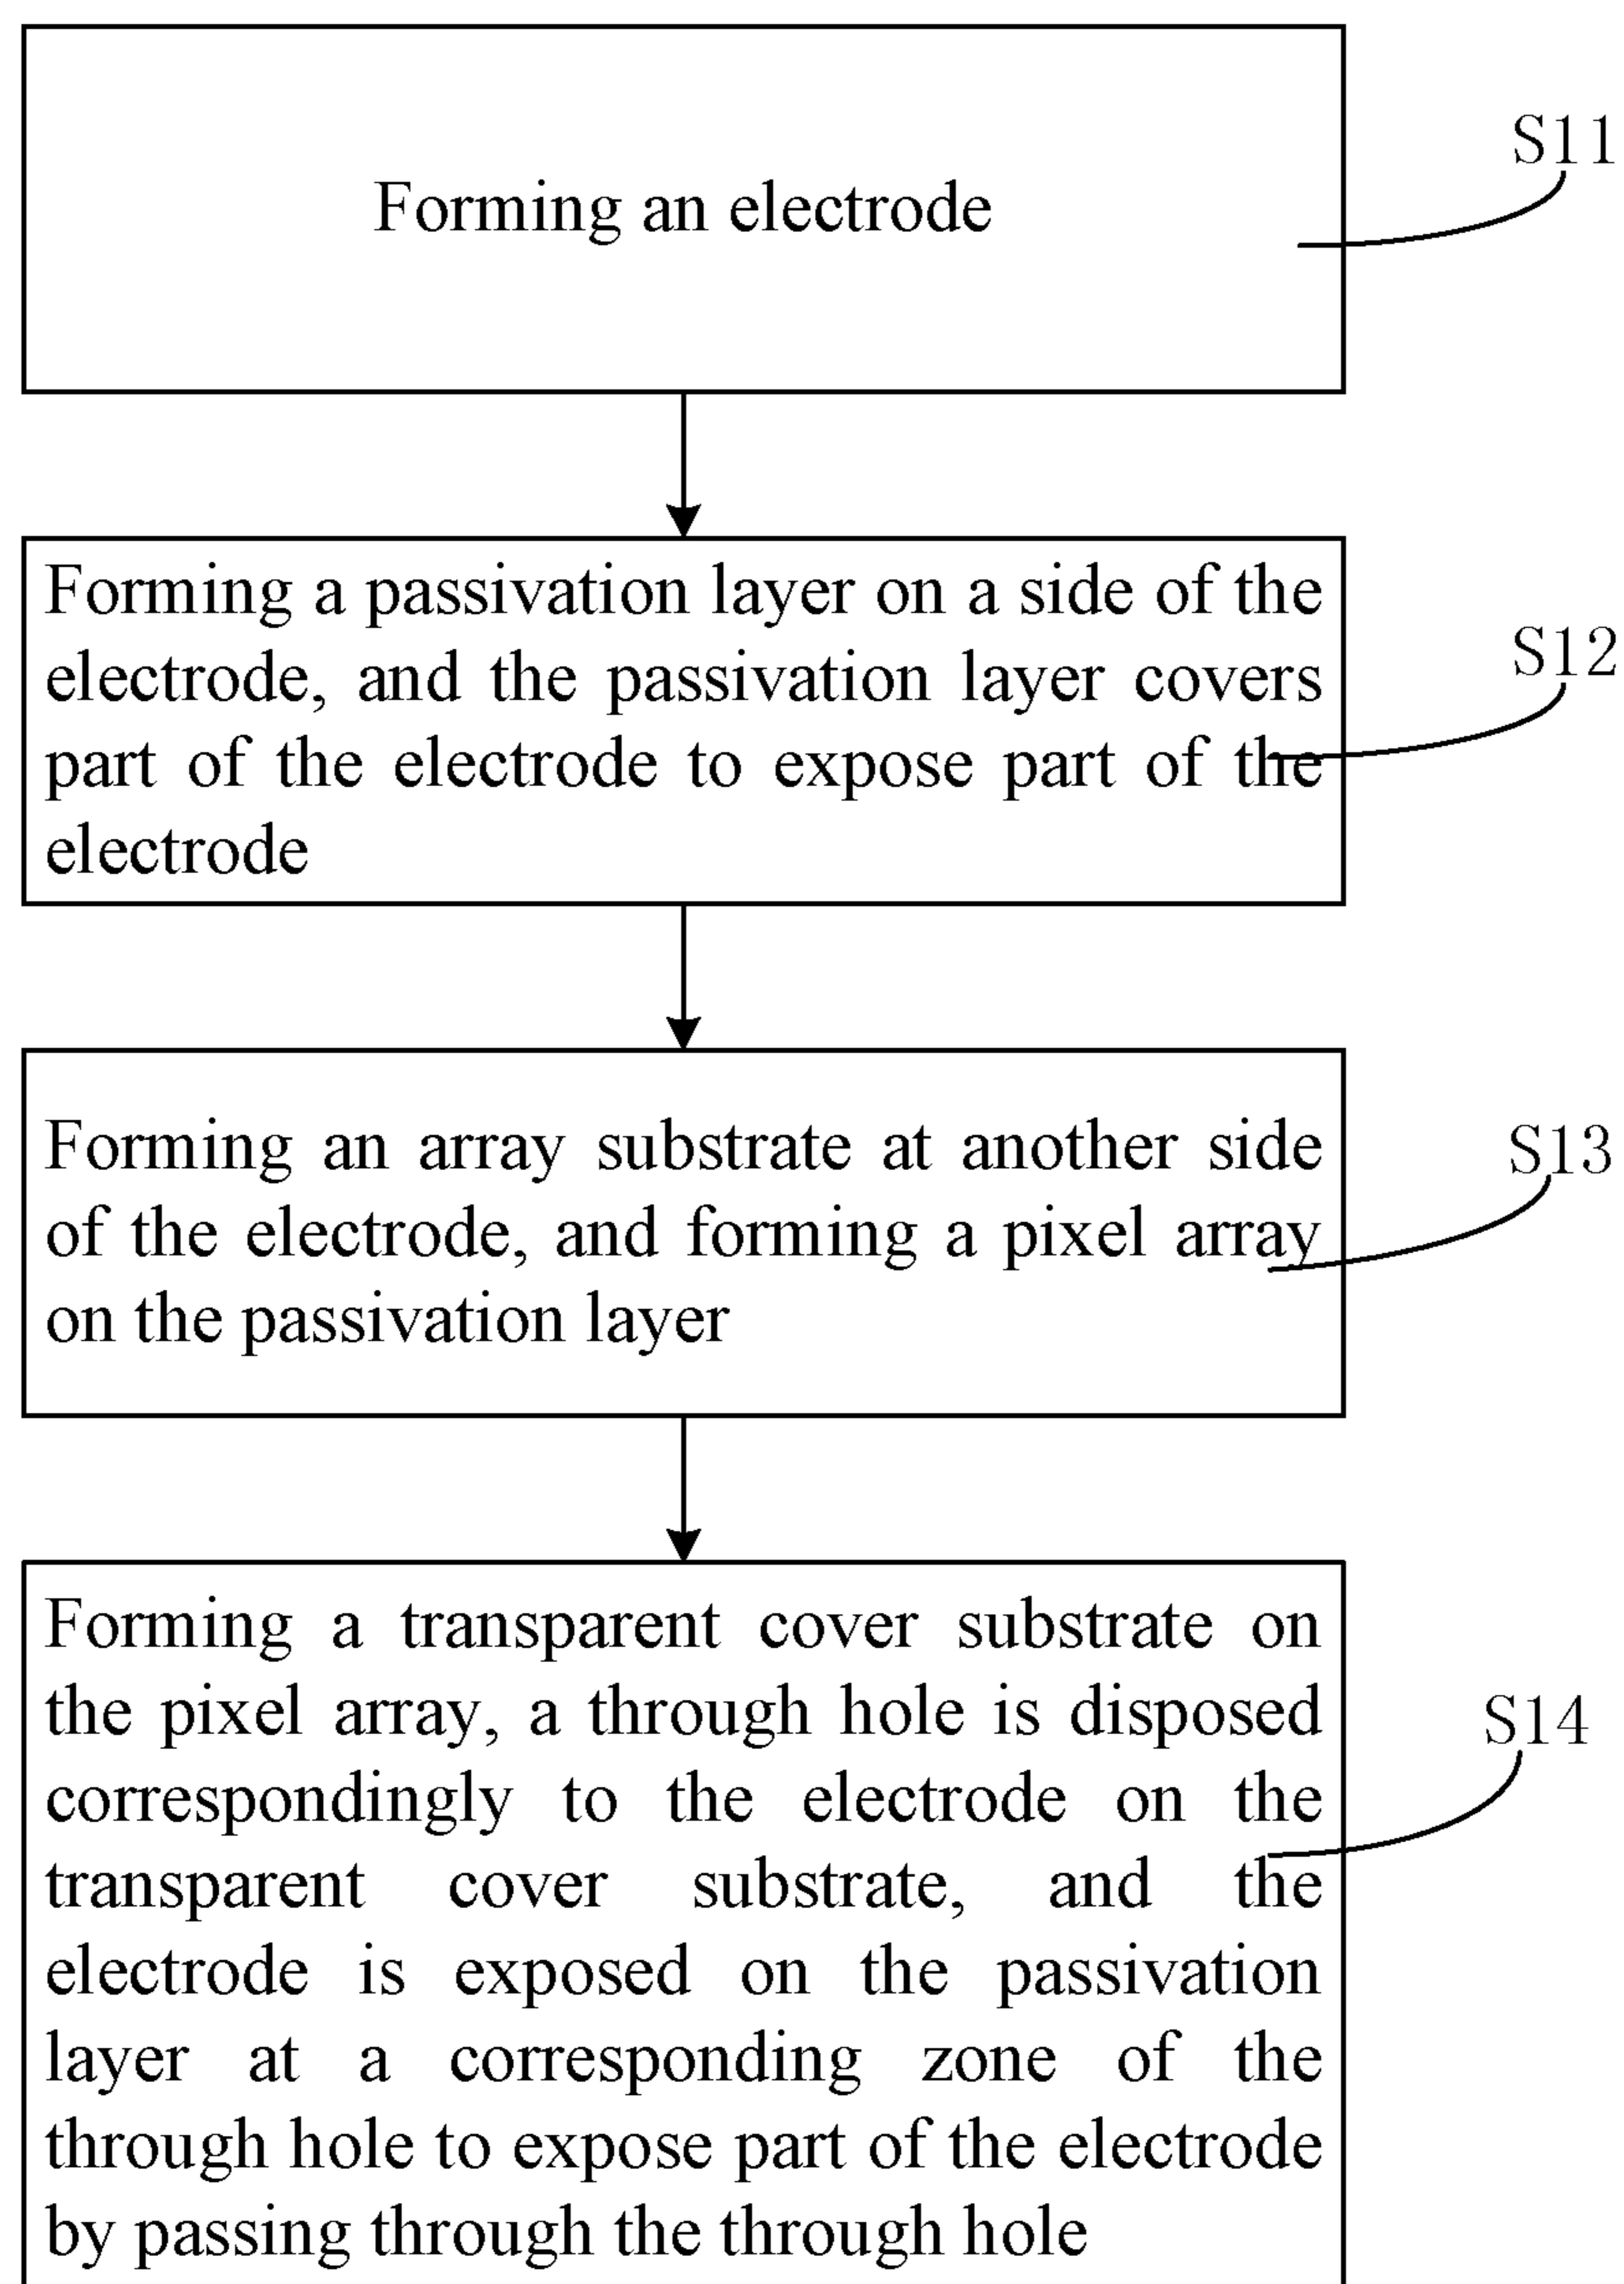 Forming an electrode
S11
Forming a passivation layer on a side of the
electrode, and the passivation layer covers
part of the electrode to expose part of the
electrode
S12
Forming an array substrate at another side
of the electrode, and forming a pixel array
on the passivation layer
S13
Forming a transparent cover substrate on
the pixel array, a through hole is disposed
correspondingly to the electrode on the
transparent cover substrate, and the
electrode is exposed on the passivation
layer at a corresponding zone of the
through hole to expose part of the electrode
by passing through the through hole
S14